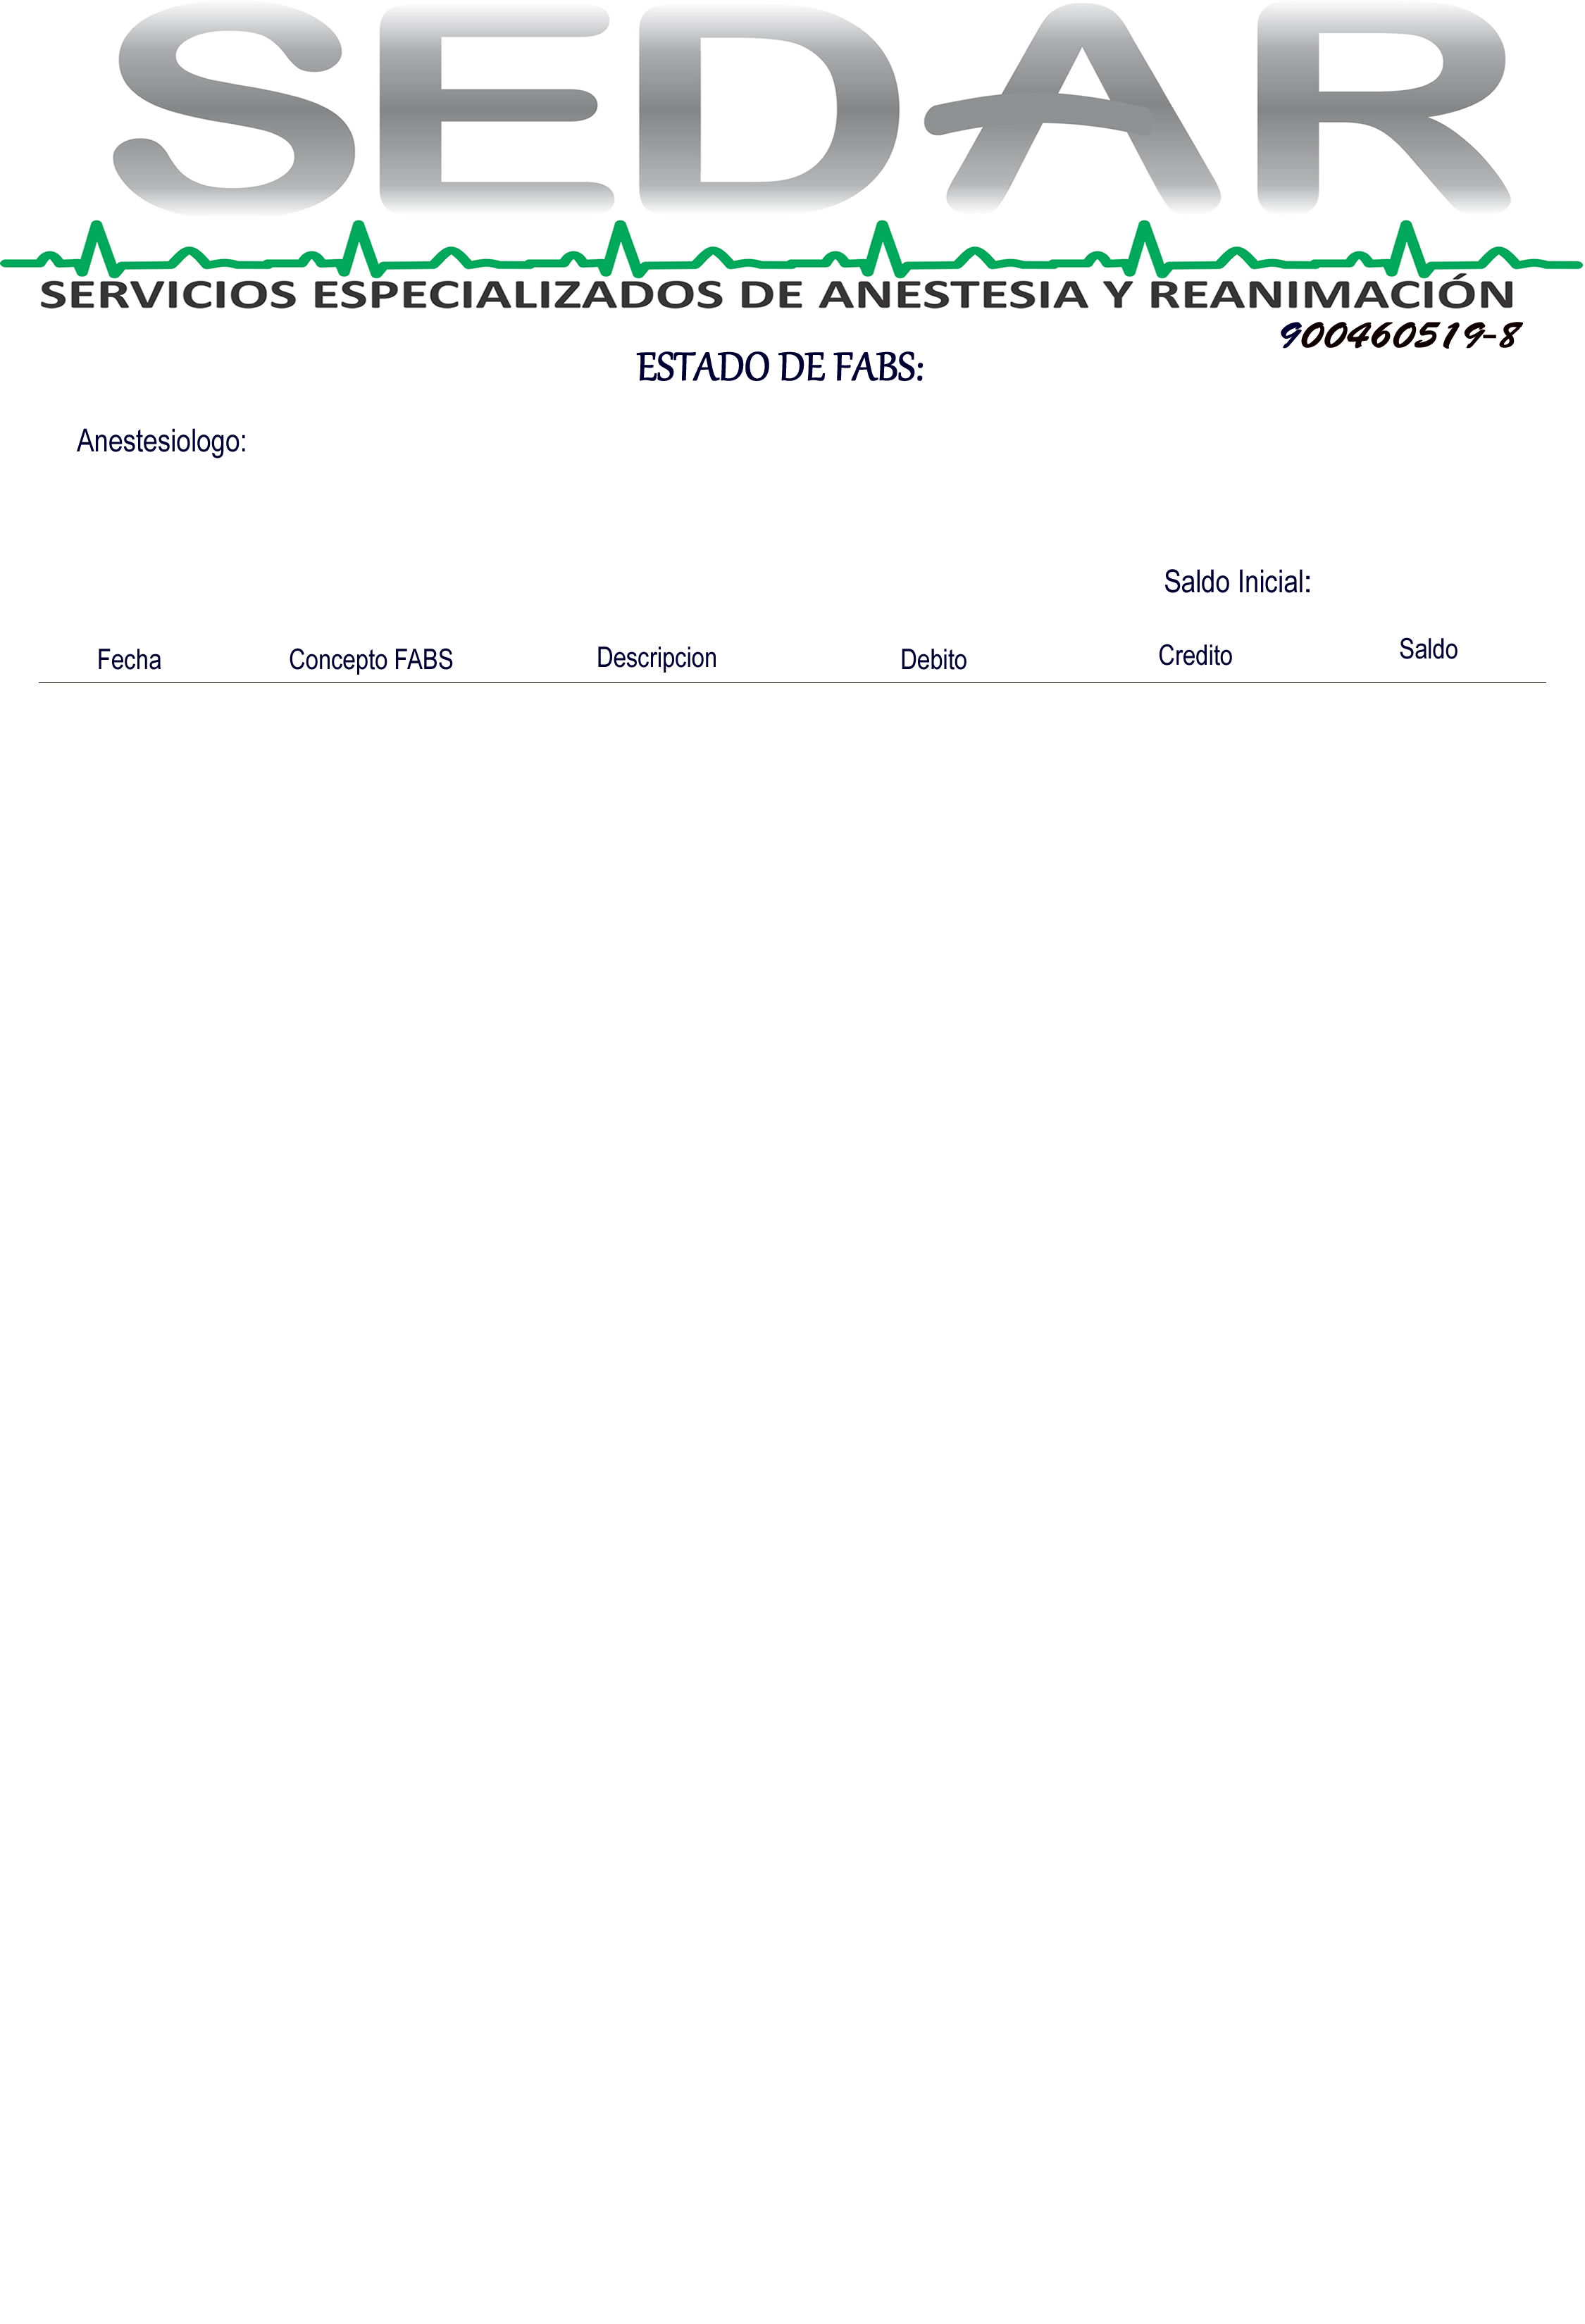 SEDAR
SERVICIOS ESPECIALIZADOS DE ANESTESIA Y REANIMACIÓN
900460519-8
ESTADO DE FABS:
Anestesiologo:
Saldo Inicial:
Fecha Concepto FABS Descripcion Debito Credito Saldo